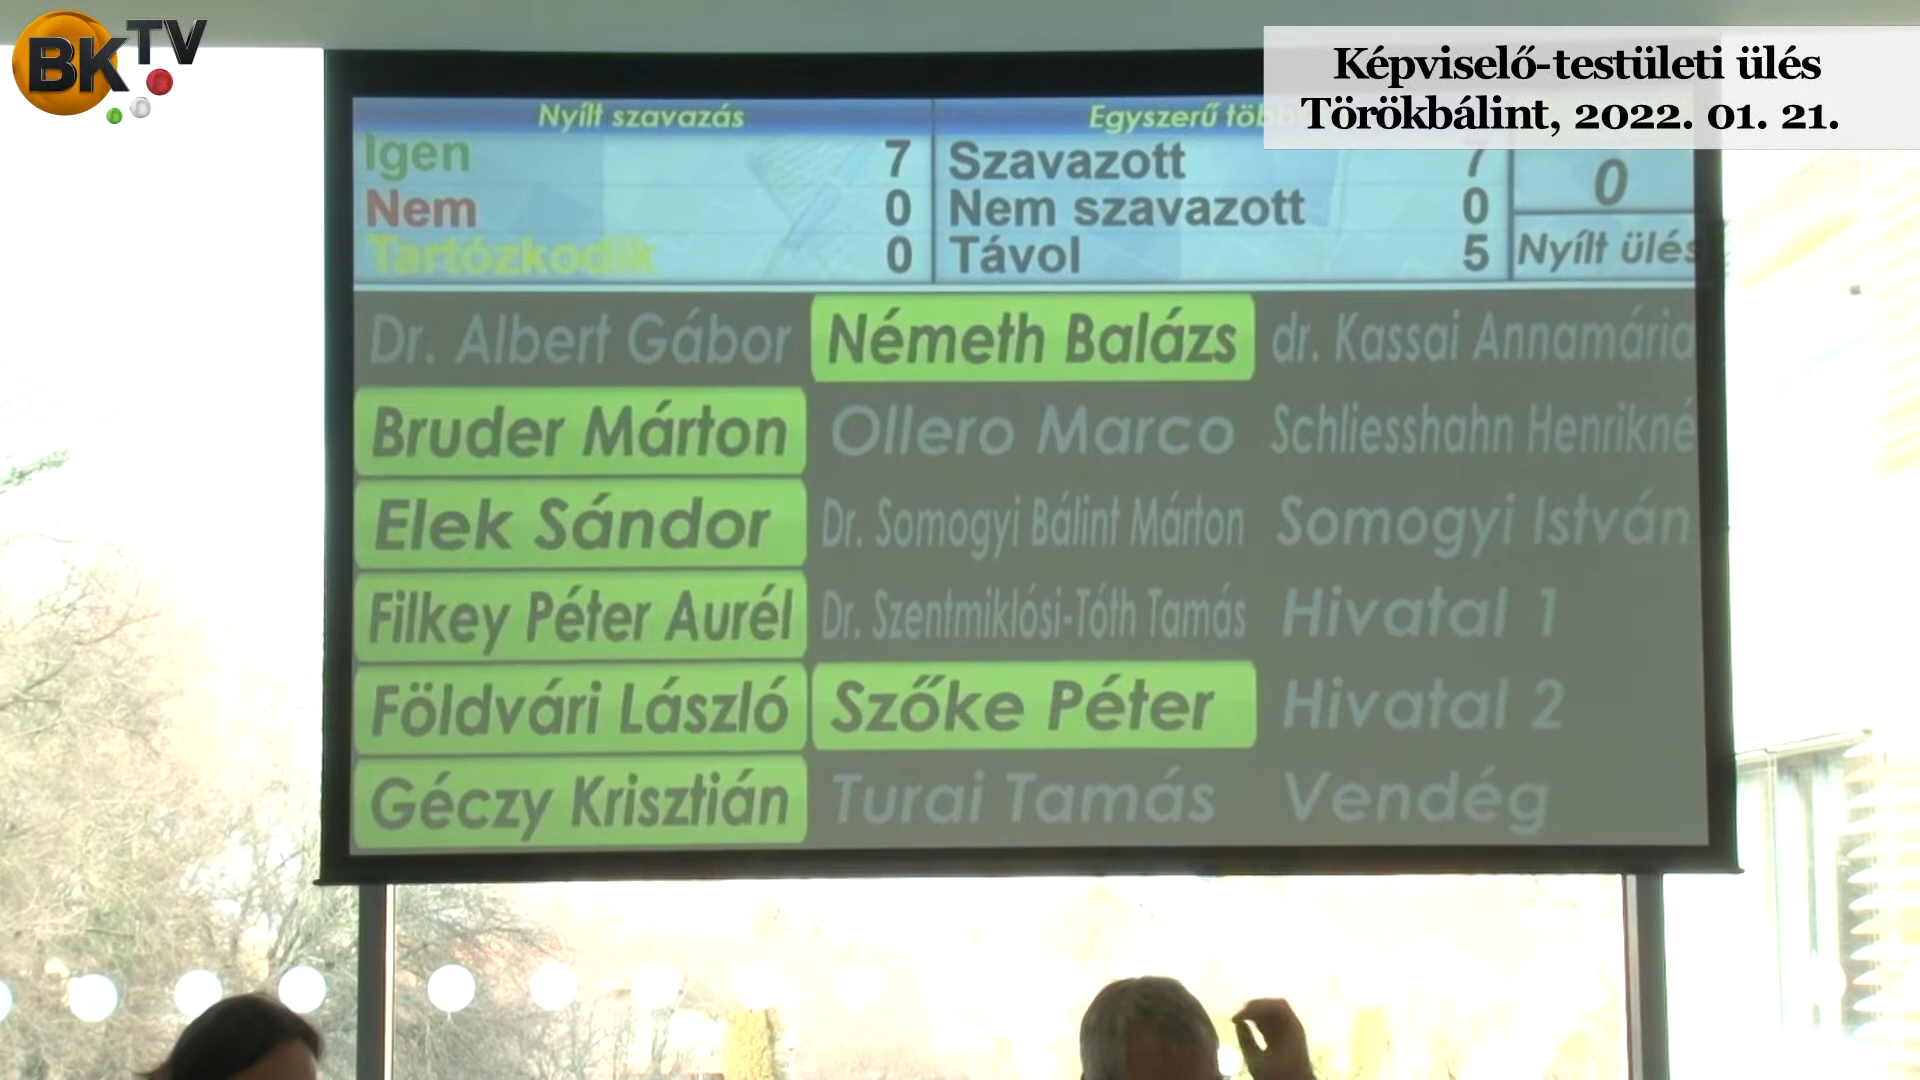 BKTV
Képviselő-testületi ülés
Törökbálint, 2022. 01. 21.
Nyílt szavazás
Egyszerű
Igen 7
Nem 0
Tartózkodik 0
Szavazott 7
Nem szavazott 0
Távol 5
0
Nyílt ülés
Dr. Albert Gábor Németh Balázs dr. Kassai Annamária
Bruder Márton Ollero Marco Schliesshahn Henrikné
Elek Sándor Dr. Somogyi Bálint Márton Somogyi István
Filkey Péter Aurél Dr. Szentmiklósi-Tóth Tamás Hivatal 1
Földvári László Szőke Péter Hivatal 2
Géczy Krisztián Turai Tamás Vendég